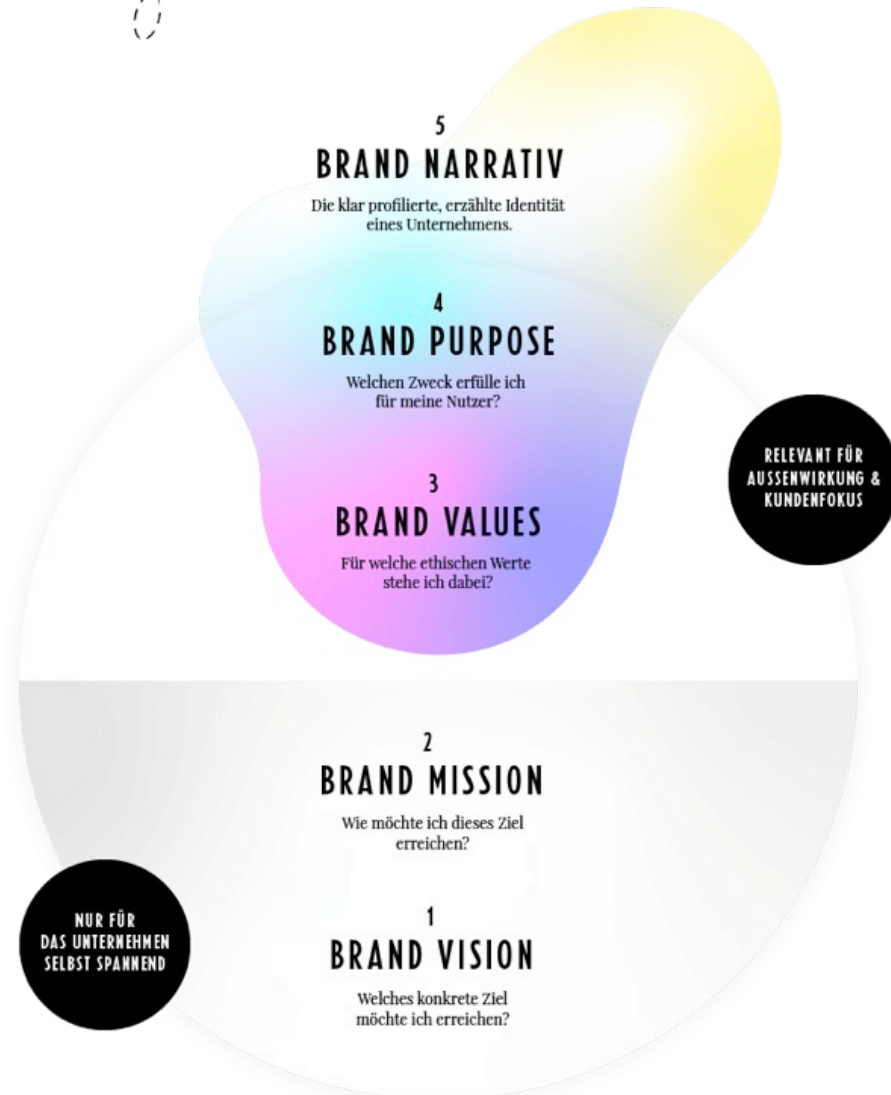 5
BRAND NARRATIV
Die klar profilierte, erzählte Identität
eines Unternehmens.
4
BRAND PURPOSE
Welchen Zweck erfülle ich
für meine Nutzer?
3
BRAND VALUES
Für welche ethischen Werte
stehe ich dabei?
RELEVANT FÜR
AUSSENWIRKUNG &
KUNDENFOKUS
2
BRAND MISSION
Wie möchte ich dieses Ziel
erreichen?
1
BRAND VISION
Welches konkrete Ziel
möchte ich erreichen?
NUR FÜR
DAS UNTERNEHMEN
SELBST SPANNEND